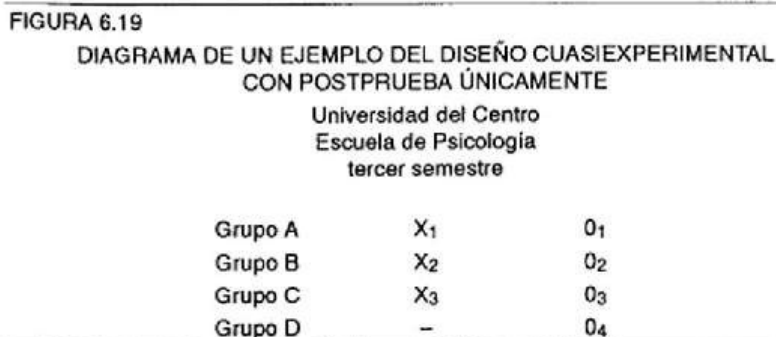 FIGURA 6.19
DIAGRAMA DE UN EJEMPLO DEL DISEÑO CUASIEXPERIMENTAL
CON POSTPRUEBA ÚNICAMENTE
Universidad del Centro
Escuela de Psicología
tercer semestre
Grupo A X₁ 0₁
Grupo B X₂ 0₂
Grupo C X₃ 0₃
Grupo D – 0₄